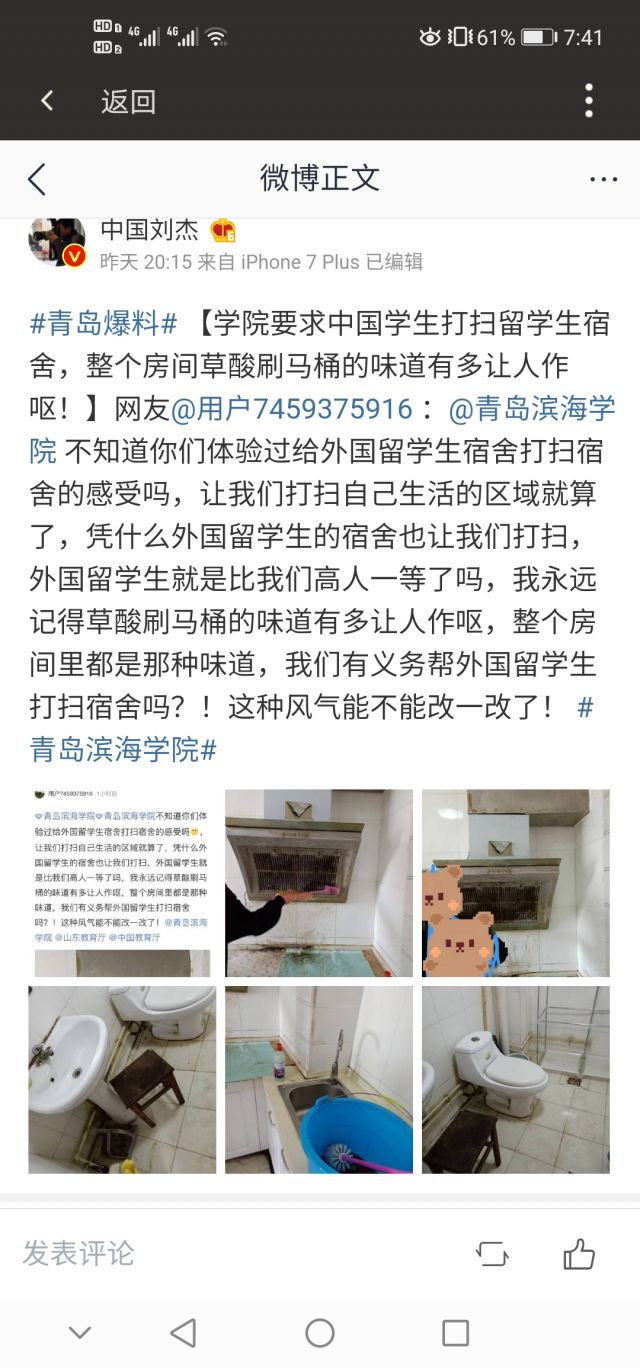 HD 1 4G 4G 61% 7:41
HD 2
返回
微博正文
中国刘杰 6
昨天 20:15 来自 iPhone 7 Plus 已编辑
#青岛爆料# 【学院要求中国学生打扫留学生宿
舍，整个房间草酸刷马桶的味道有多让人作
呕！】网友@用户7459375916 ：@青岛滨海学
院 不知道你们体验过给外国留学生宿舍打扫宿
舍的感受吗，让我们打扫自己生活的区域就算
了，凭什么外国留学生的宿舍也让我们打扫，
外国留学生就是比我们高人一等了吗，我永远
记得草酸刷马桶的味道有多让人作呕，整个房
间里都是那种味道，我们有义务帮外国留学生
打扫宿舍吗？！这种风气能不能改一改了！ #
青岛滨海学院#
用户7459375916 1小时前
青岛滨海学院 青岛滨海学院不知道你们体
验过给外国留学生宿舍打扫宿舍的感受吗，
让我们打扫自己生活的区域就算了，凭什么外
国留学生的宿舍也让我们打扫，外国留学生就
是比我们高人一等了吗，我永远记得草酸刷马
桶的味道有多让人作呕，整个房间里都是那种
味道，我们有义务帮外国留学生打扫宿舍
吗？！这种风气能不能改一改了！@青岛滨海
学院 @山东教育厅 @中国教育厅
发表评论